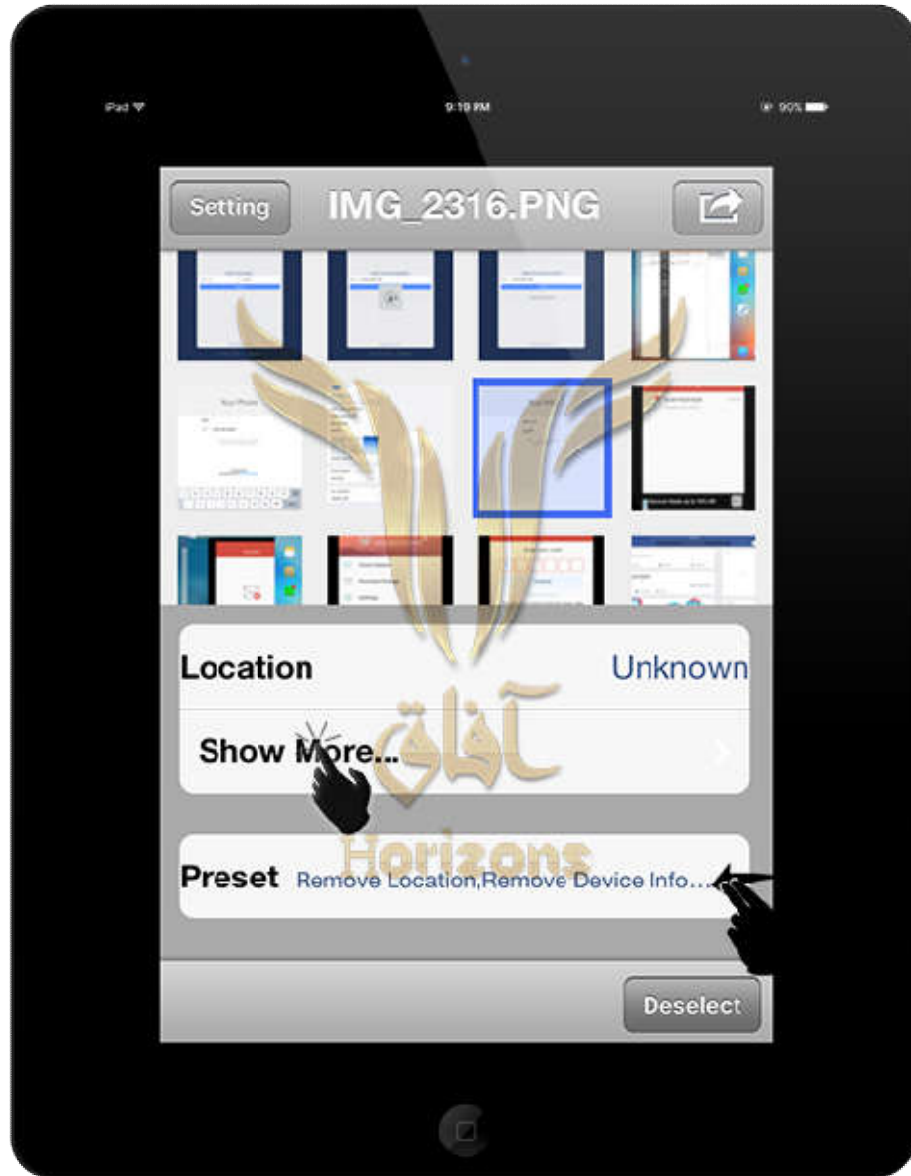 iPad
9:19 PM
90%
Setting
IMG_2316.PNG
Location
Unknown
Show More...
آفاق
Horizons
Preset
Remove Location,Remove Device Info...
Deselect